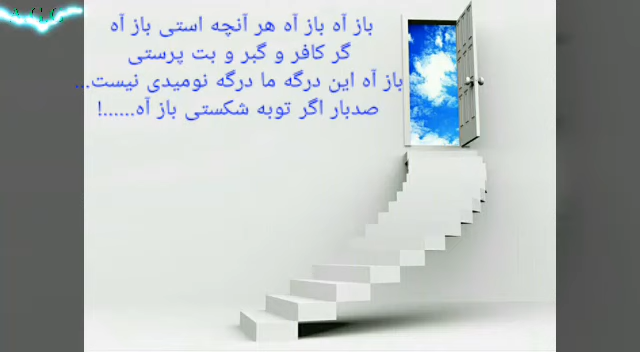 باز آه باز آه هر آنچه استی باز آه
گر کافر و گبر و بت پرستی
باز آه این درگه ما درگه نومیدی نیست...
صدبار اگر توبه شکستی باز آه......!